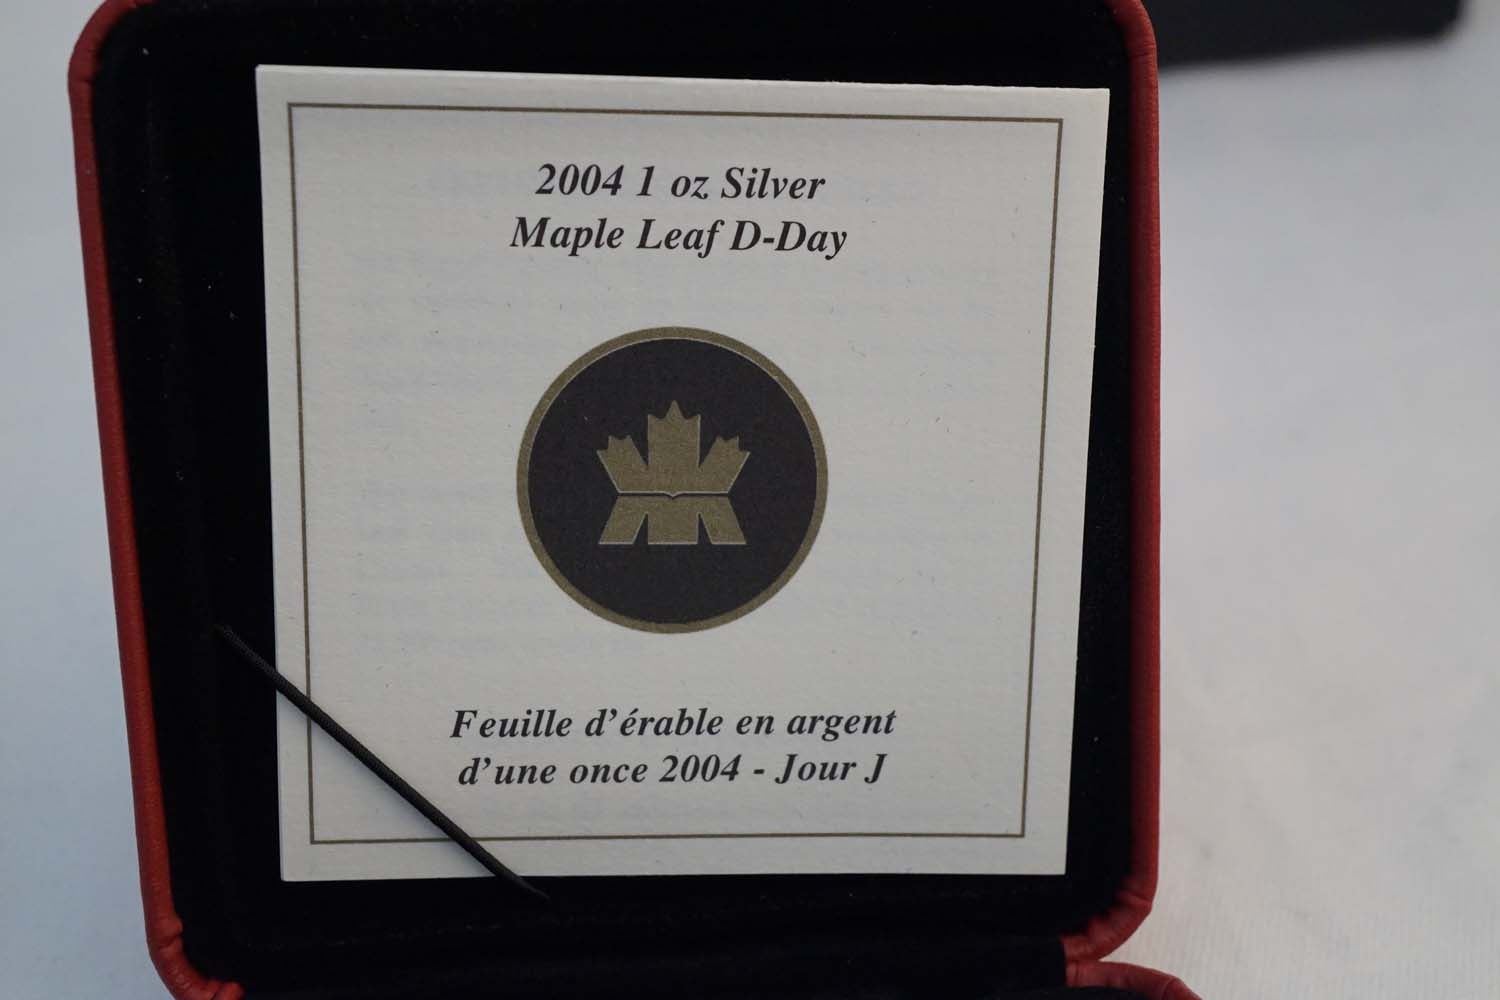 2004 1 oz Silver
Maple Leaf D-Day
Feuille d'érable en argent
d'une once 2004 - Jour J